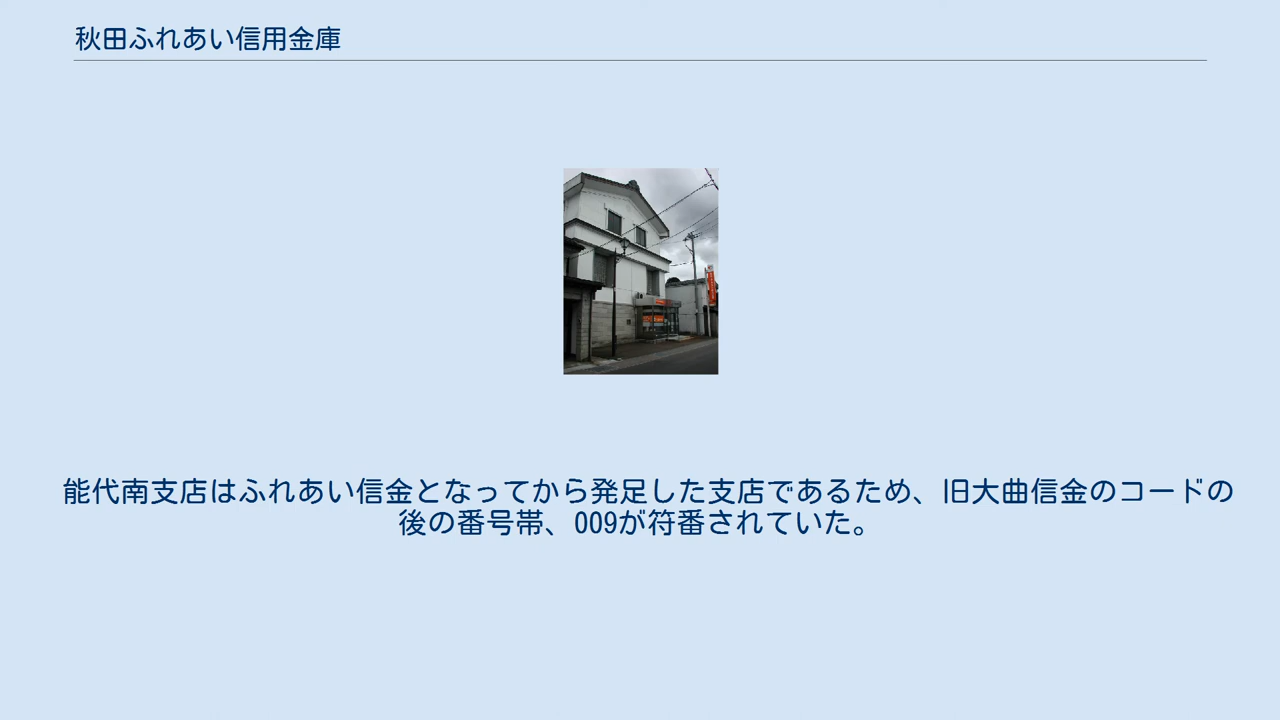 秋田ふれあい信用金庫
能代南支店はふれあい信金となってから発足した支店であるため、旧大曲信金のコードの
後の番号帯、009が符番されていた。